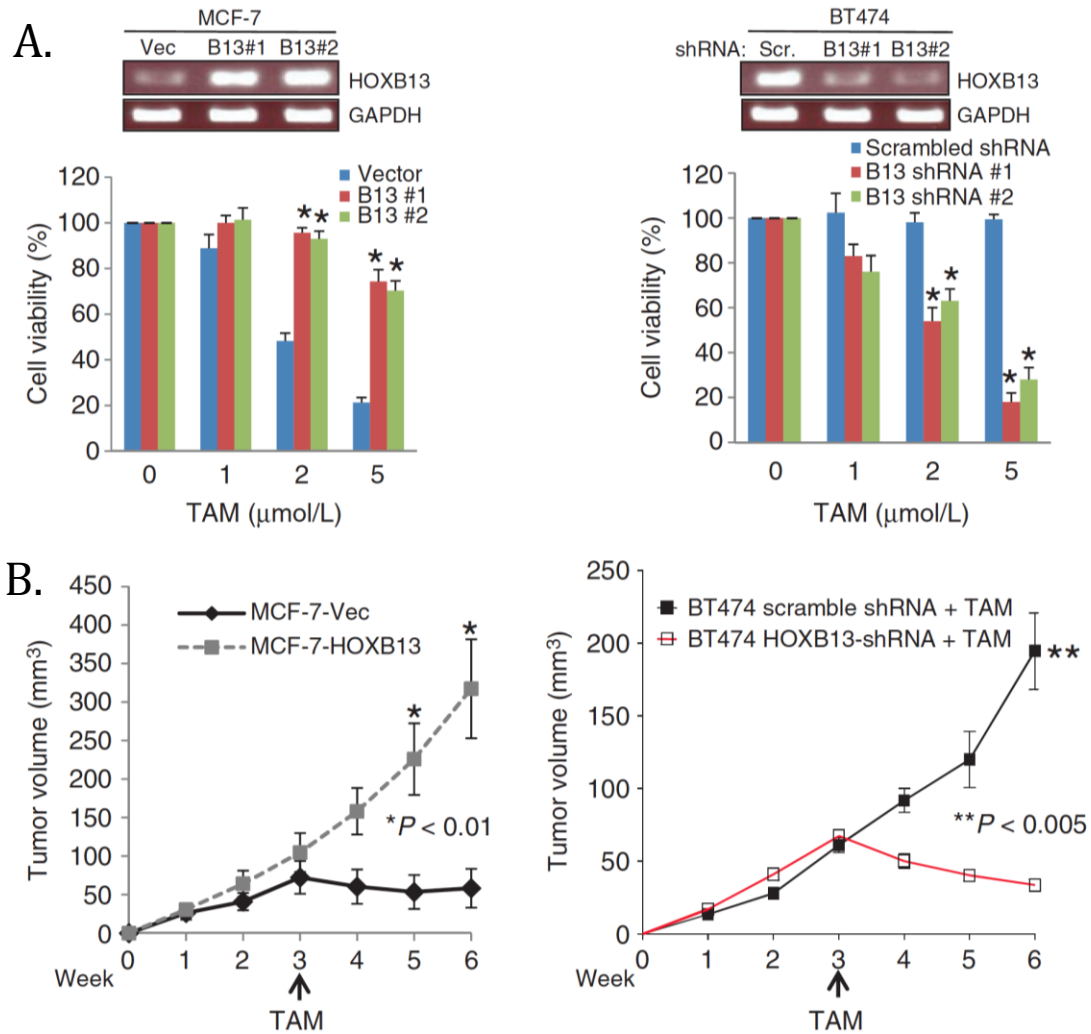 A.
MCF-7
Vec B13#1 B13#2
HOXB13
GAPDH
Vector
B13 #1
B13 #2
120
100
80
60
40
20
0
Cell viability (%)
* * * *
0 1 2 5
TAM (μmol/L)
BT474
shRNA: Scr. B13#1 B13#2
HOXB13
GAPDH
Scrambled shRNA
B13 shRNA #1
B13 shRNA #2
120
100
80
60
40
20
0
Cell viability (%)
* * * *
0 1 2 5
TAM (μmol/L)
B.
450
400
350
300
250
200
150
100
50
0
Tumor volume (mm³)
MCF-7-Vec
MCF-7-HOXB13
*
*
*P < 0.01
0 1 2 3 4 5 6
Week
TAM
250
200
150
100
50
0
Tumor volume (mm³)
BT474 scramble shRNA + TAM
BT474 HOXB13-shRNA + TAM
**
**P < 0.005
0 1 2 3 4 5 6
Week
TAM